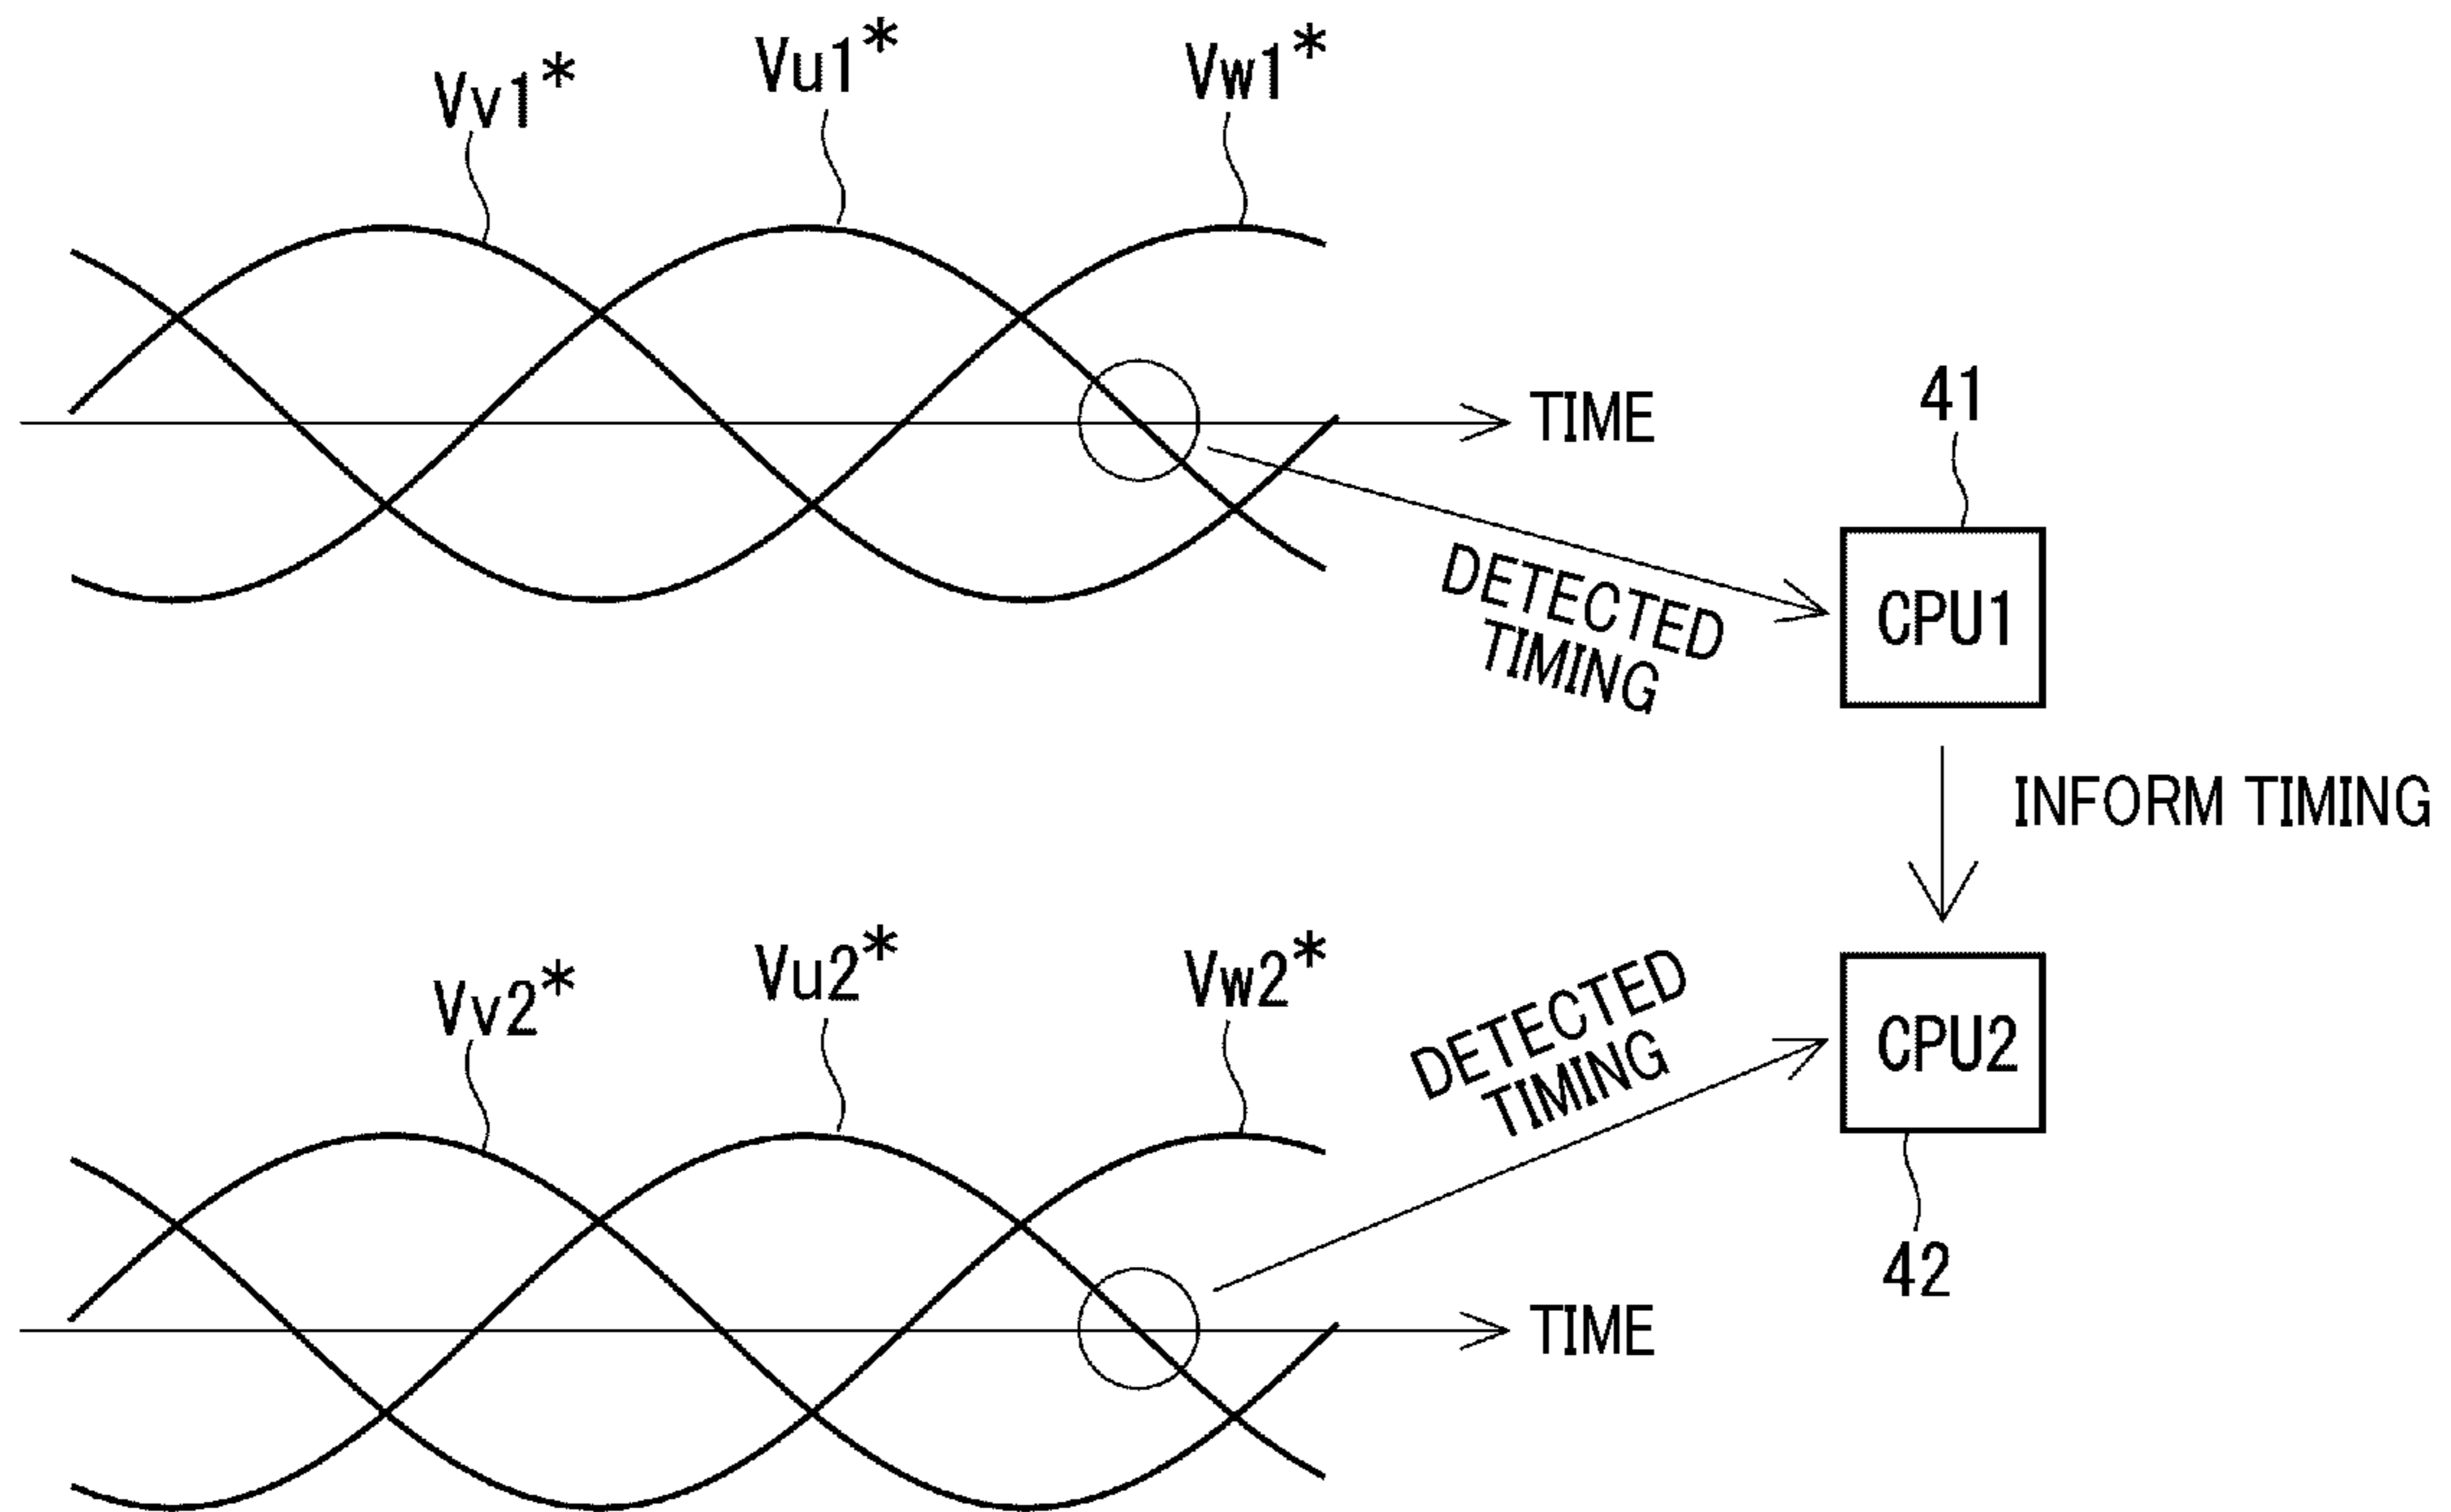 Vv1*
Vu1*
Vw1*
TIME
41
DETECTED
TIMING
CPU1
INFORM TIMING
Vv2*
Vu2*
Vw2*
DETECTED
TIMING
CPU2
42
TIME